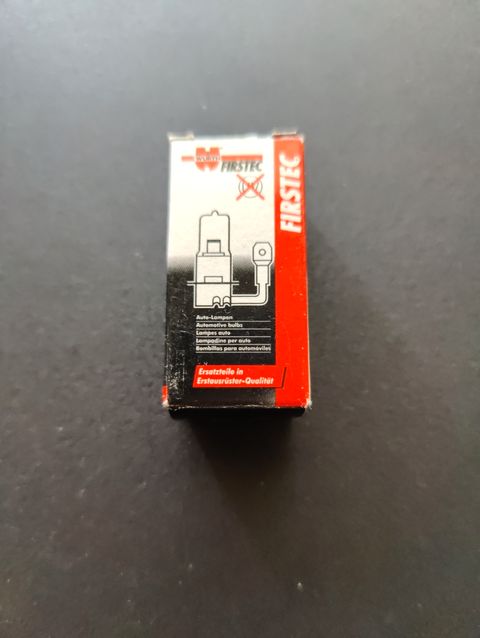 WÜRTH
FIRSTEC
UV
FIRSTEC
Auto-Lampen
Automotive bulbs
Lampes auto
Lampadine per auto
Bombillas para automóviles
Ersatzteile in
Erstausrüster-Qualität